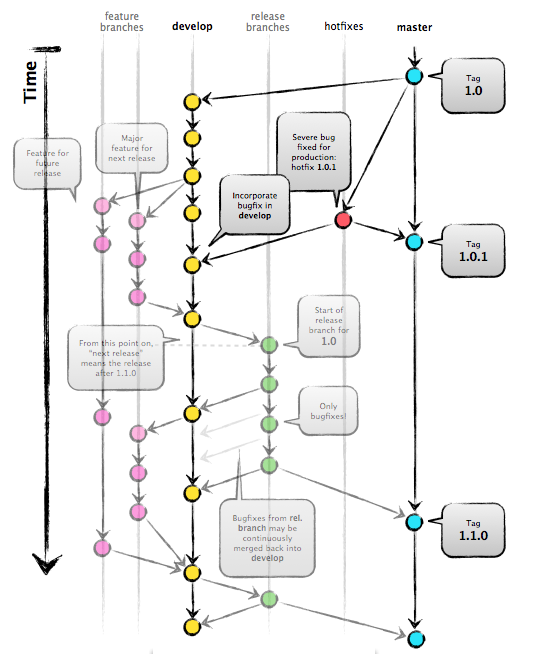 feature
branches
develop
release
branches
hotfixes
master
Time
Tag
1.0
Feature for
future
release
Major
feature for
next release
Severe bug
fixed for
production:
hotfix 1.0.1
Incorporate
bugfix in
develop
Tag
1.0.1
Start of
release
branch for
1.0
From this point on,
"next release"
means the release
after 1.1.0
Only
bugfixes!
Bugfixes from rel.
branch may be
continuously
merged back into
develop
Tag
1.1.0